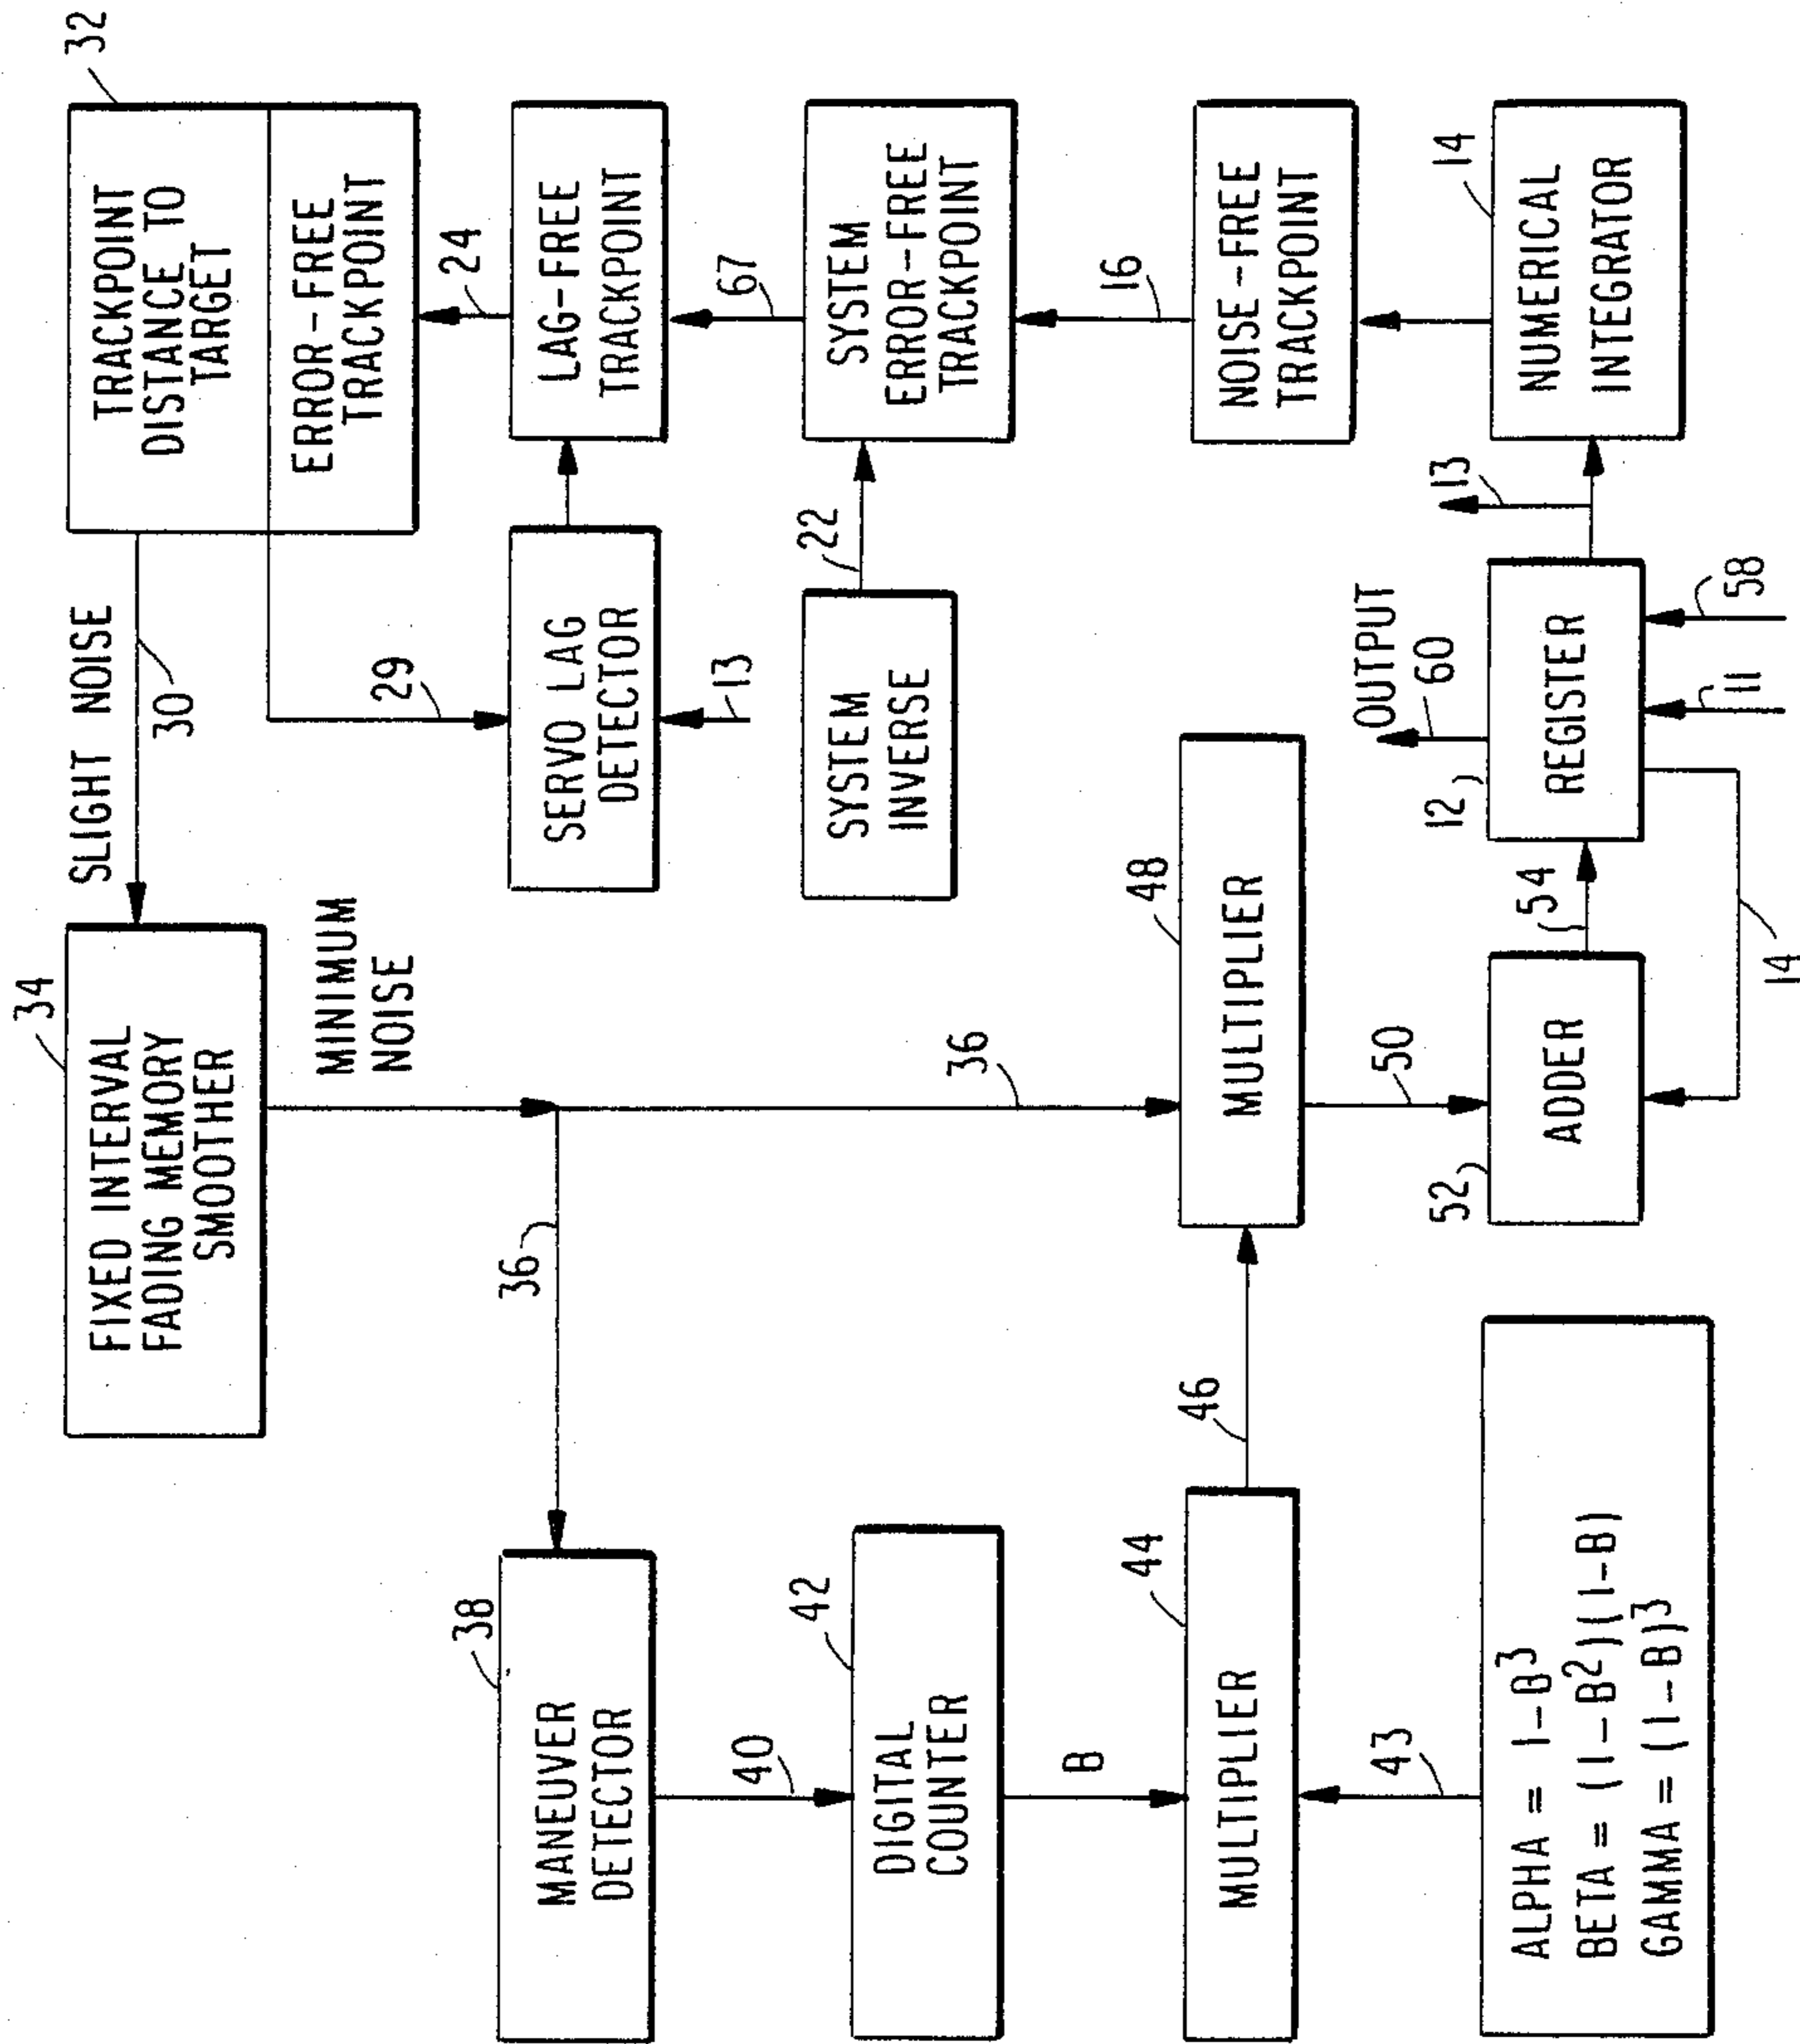 32
TRACKPOINT
DISTANCE TO
TARGET
ERROR-FREE
TRACKPOINT
SLIGHT NOISE
30
34
FIXED INTERVAL
FADING MEMORY
SMOOTHER
MINIMUM
NOISE
36
36
29
24
LAG-FREE
TRACKPOINT
SERVO LAG
DETECTOR
13
67
SYSTEM
ERROR-FREE
TRACKPOINT
22
SYSTEM
INVERSE
16
NOISE-FREE
TRACKPOINT
14
NUMERICAL
INTEGRATOR
13
OUTPUT
60
12
REGISTER
58
11
14
54
52
ADDER
50
48
MULTIPLIER
46
38
MANEUVER
DETECTOR
40
42
DIGITAL
COUNTER
B
44
MULTIPLIER
43
ALPHA = 1-B3
BETA = (1-B2)(1-B)
GAMMA = (1-B)3